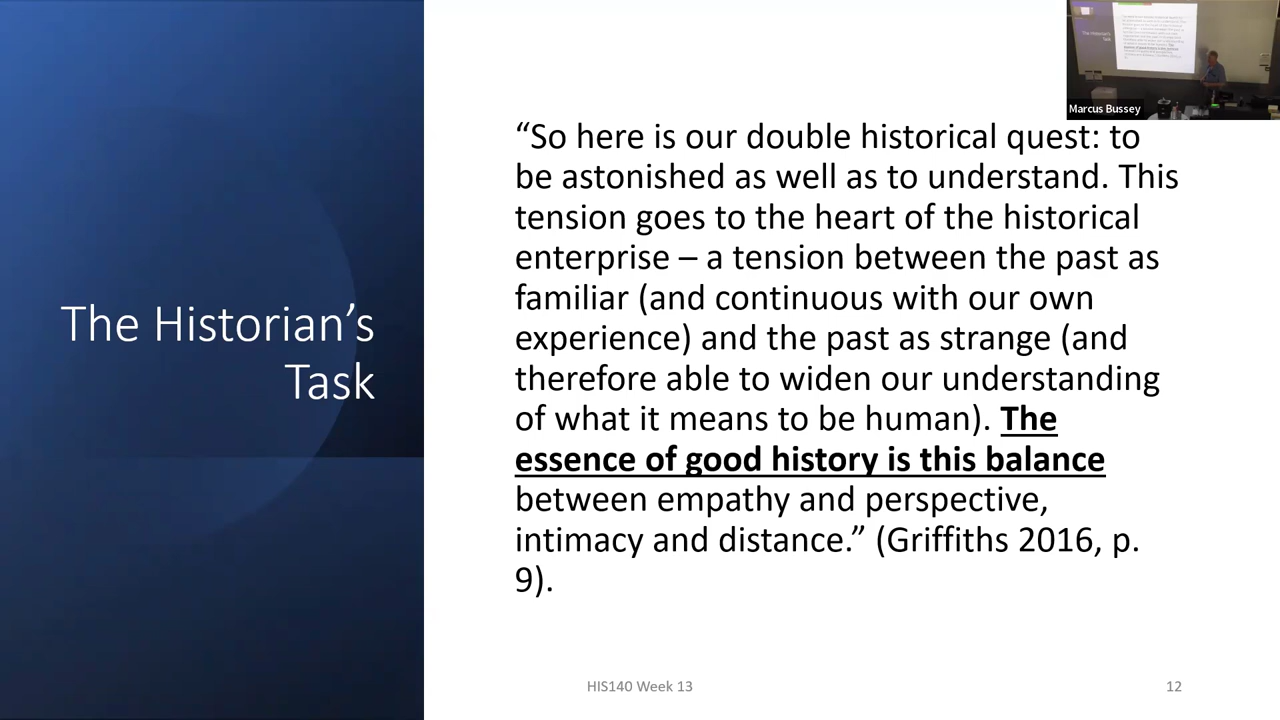 Marcus Bussey
The Historian’s
Task
“So here is our double historical quest: to
be astonished as well as to understand. This
tension goes to the heart of the historical
enterprise – a tension between the past as
familiar (and continuous with our own
experience) and the past as strange (and
therefore able to widen our understanding
of what it means to be human). The
essence of good history is this balance
between empathy and perspective,
intimacy and distance.” (Griffiths 2016, p.
9).
HIS140 Week 13
12